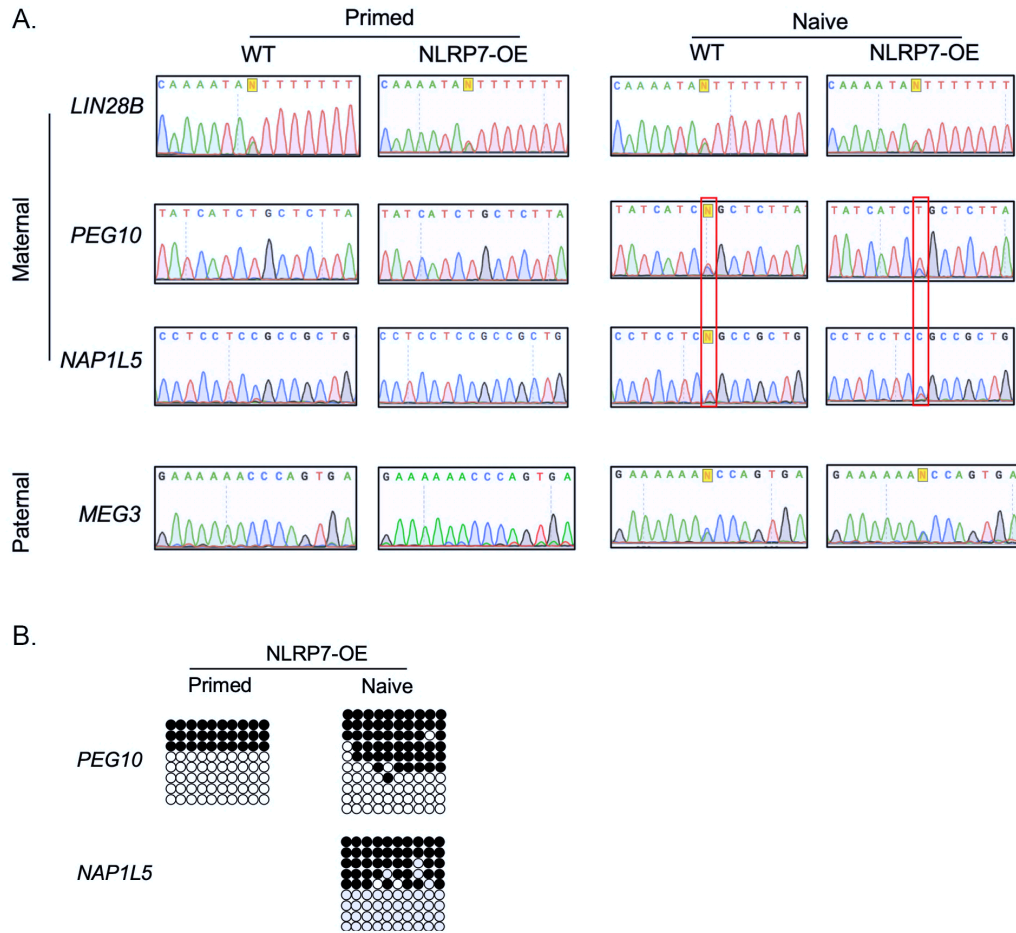 A.
Primed
Naive
WT
NLRP7-OE
WT
NLRP7-OE
Maternal
LIN28B
CAAAATANTTTTTTT
CAAAATANTTTTTTT
CAAAATANTTTTTTT
CAAAATANTTTTTTT
PEG10
TATCATCTGCTCTTA
TATCATCTGCTCTTA
TATCATCNGCTCTTA
TATCATCTGCTCTTA
NAP1L5
CCTCCTCCGCCGCTG
CCTCCTCCGCCGCTG
CCTCCTCNGCCGCTG
CCTCCTCCGCCGCTG
Paternal
MEG3
GAAAAAACCCAGTGA
GAAAAAACCCAGTGA
GAAAAAANCCAGTGA
GAAAAAANCCAGTGA
B.
NLRP7-OE
Primed
Naive
PEG10
NAP1L5